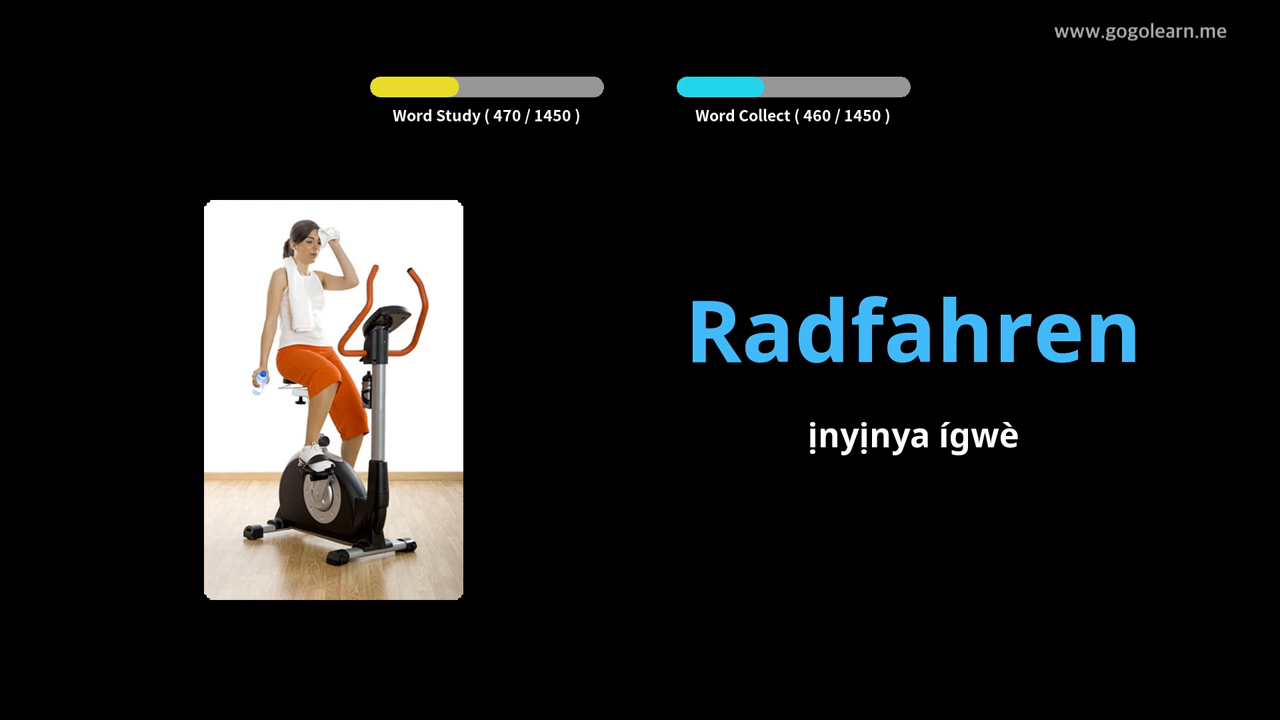 www.gogolearn.me
Word Study ( 470 / 1450 )
Word Collect ( 460 / 1450 )
Radfahren
ịnyịnya ígwè